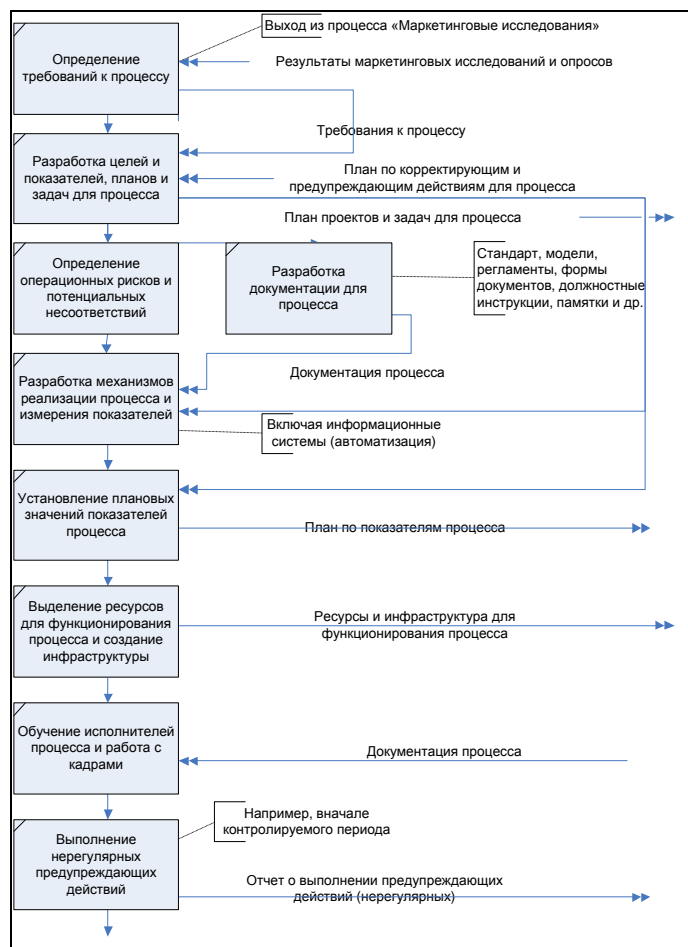 Выход из процесса «Маркетинговые исследования»
Определение
требований к процессу
Результаты маркетинговых исследований и опросов
Требования к процессу
Разработка целей и
показателей, планов и
задач для процесса
План по корректирующим и
предупреждающим действиям для процесса
План проектов и задач для процесса
Определение
операционных рисков и
потенциальных
несоответствий
Разработка
документации для
процесса
Стандарт, модели,
регламенты, формы
документов, должностные
инструкции, памятки и др.
Документация процесса
Разработка механизмов
реализации процесса и
измерения показателей
Включая информационные
системы (автоматизация)
Установление плановых
значений показателей
процесса
План по показателям процесса
Выделение ресурсов
для функционирования
процесса и создание
инфраструктуры
Ресурсы и инфраструктура для
функционирования процесса
Обучение исполнителей
процесса и работа с
кадрами
Документация процесса
Например, вначале
контролируемого периода
Выполнение
нерегулярных
предупреждающих
действий
Отчет о выполнении предупреждающих
действий (нерегулярных)